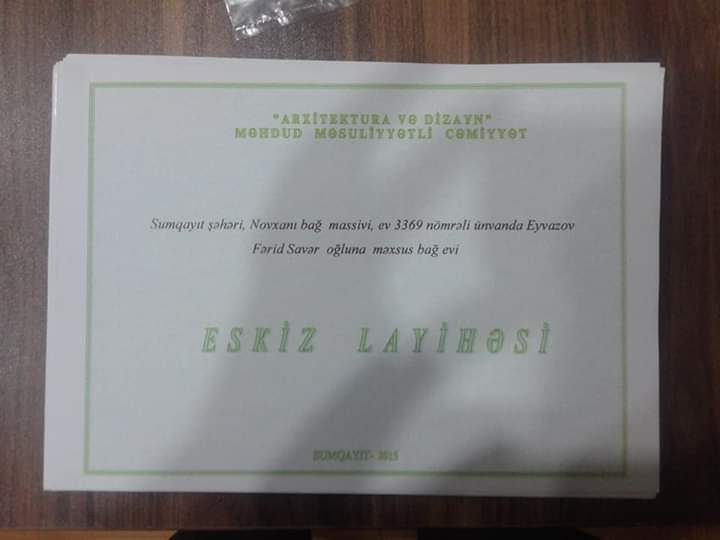 "ARXİTEKTURA VƏ DİZAYN"
MƏHDUD MƏSULİYYƏTLİ CƏMİYYƏT
Sumqayıt şəhəri, Novxanı bağ massivi, ev 3369 nömrəli ünvanda Eyvazov
Fərid Savər oğluna məxsus bağ evi
ESKİZ LAYİHƏSİ
SUMQAYIT- 2025